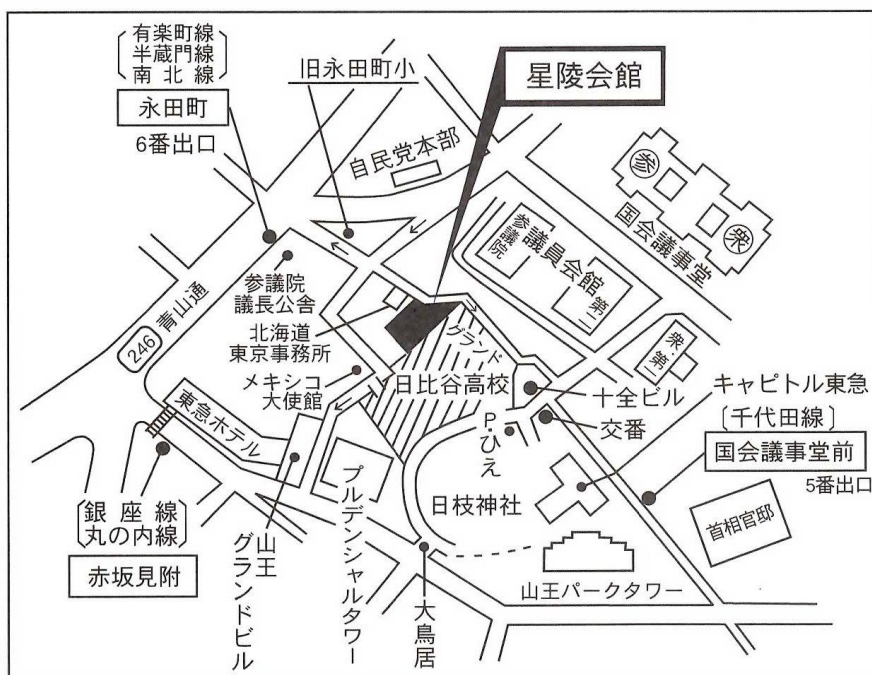 有楽町線
半蔵門線
南北線
永田町
6番出口
旧永田町小
星陵会館
自民党本部
参
衆
国会議事堂
参議院
議員会館
第二
衆・第一
参議院
議長公舎
北海道
東京事務所
メキシコ
大使館
グランド
日比谷高校
十全ビル
交番
キャピトル東急
〔千代田線〕
国会議事堂前
5番出口
青山通
246
東急ホテル
P.ひえ
日枝神社
首相官邸
銀座線
丸の内線
赤坂見附
山王
グランドビル
プルデンシャルタワー
大鳥居
山王パークタワー